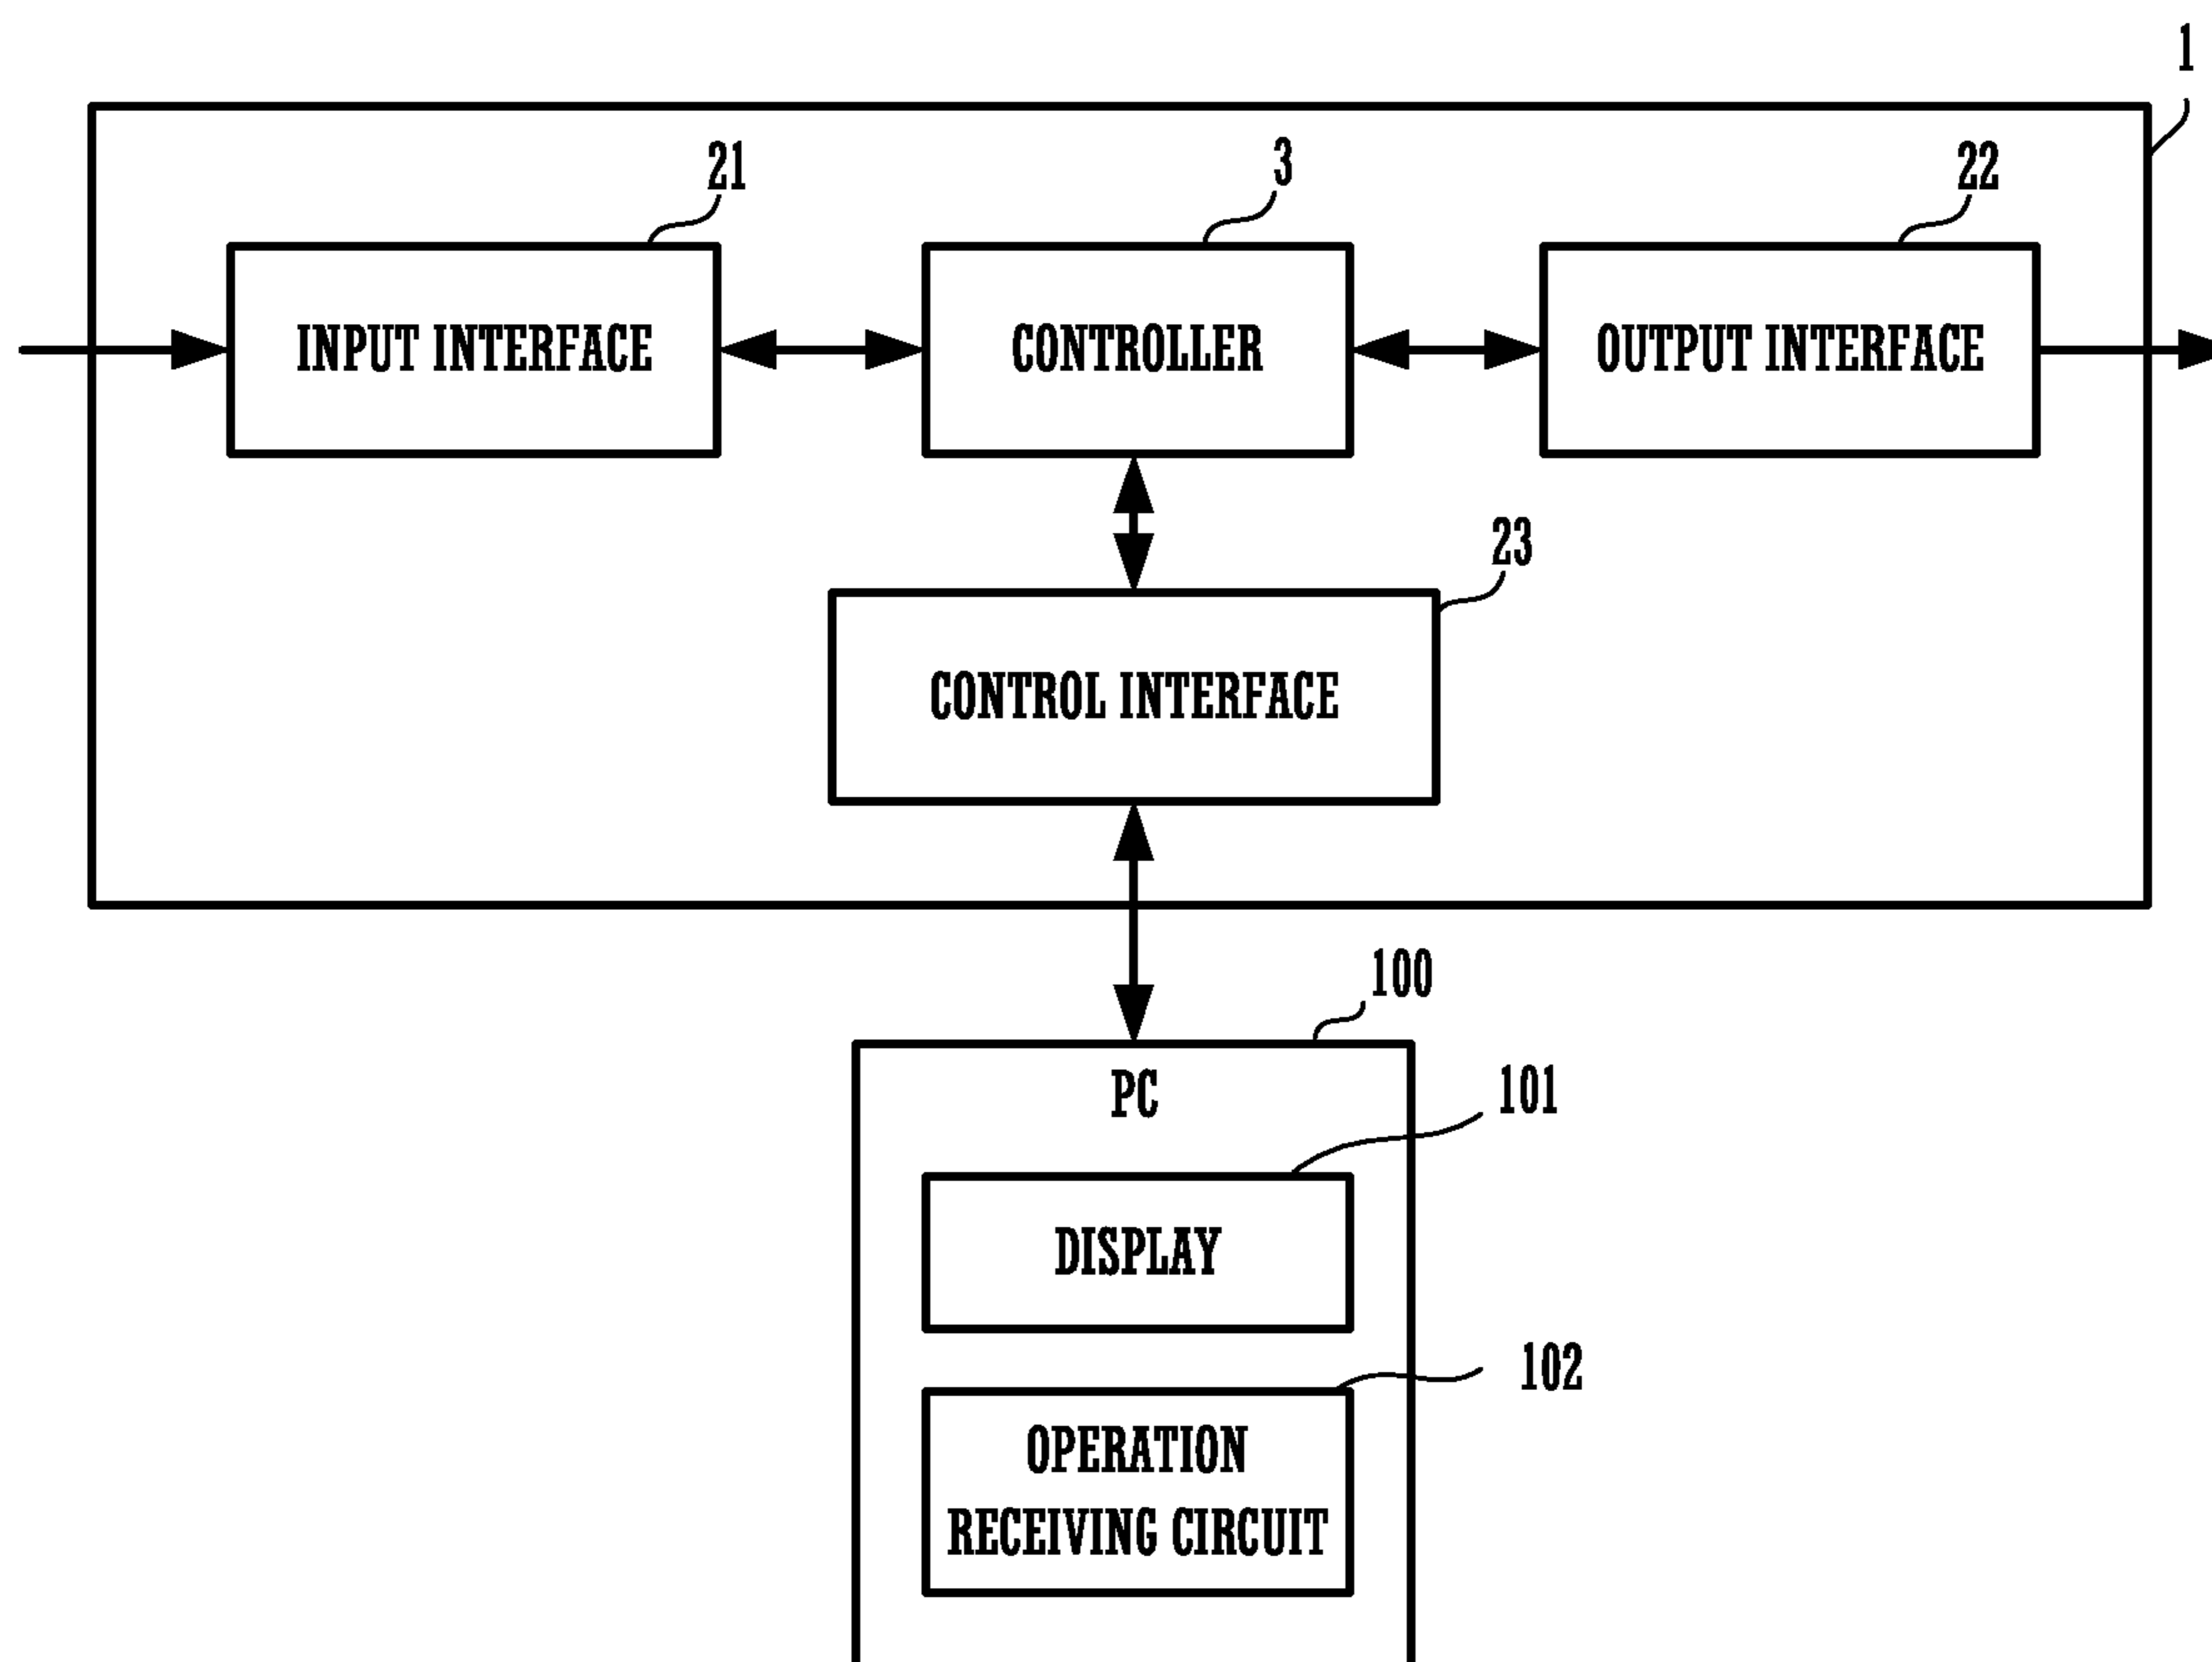 1
21
3
22
INPUT INTERFACE
CONTROLLER
OUTPUT INTERFACE
23
CONTROL INTERFACE
100
PC
101
DISPLAY
102
OPERATION
RECEIVING CIRCUIT